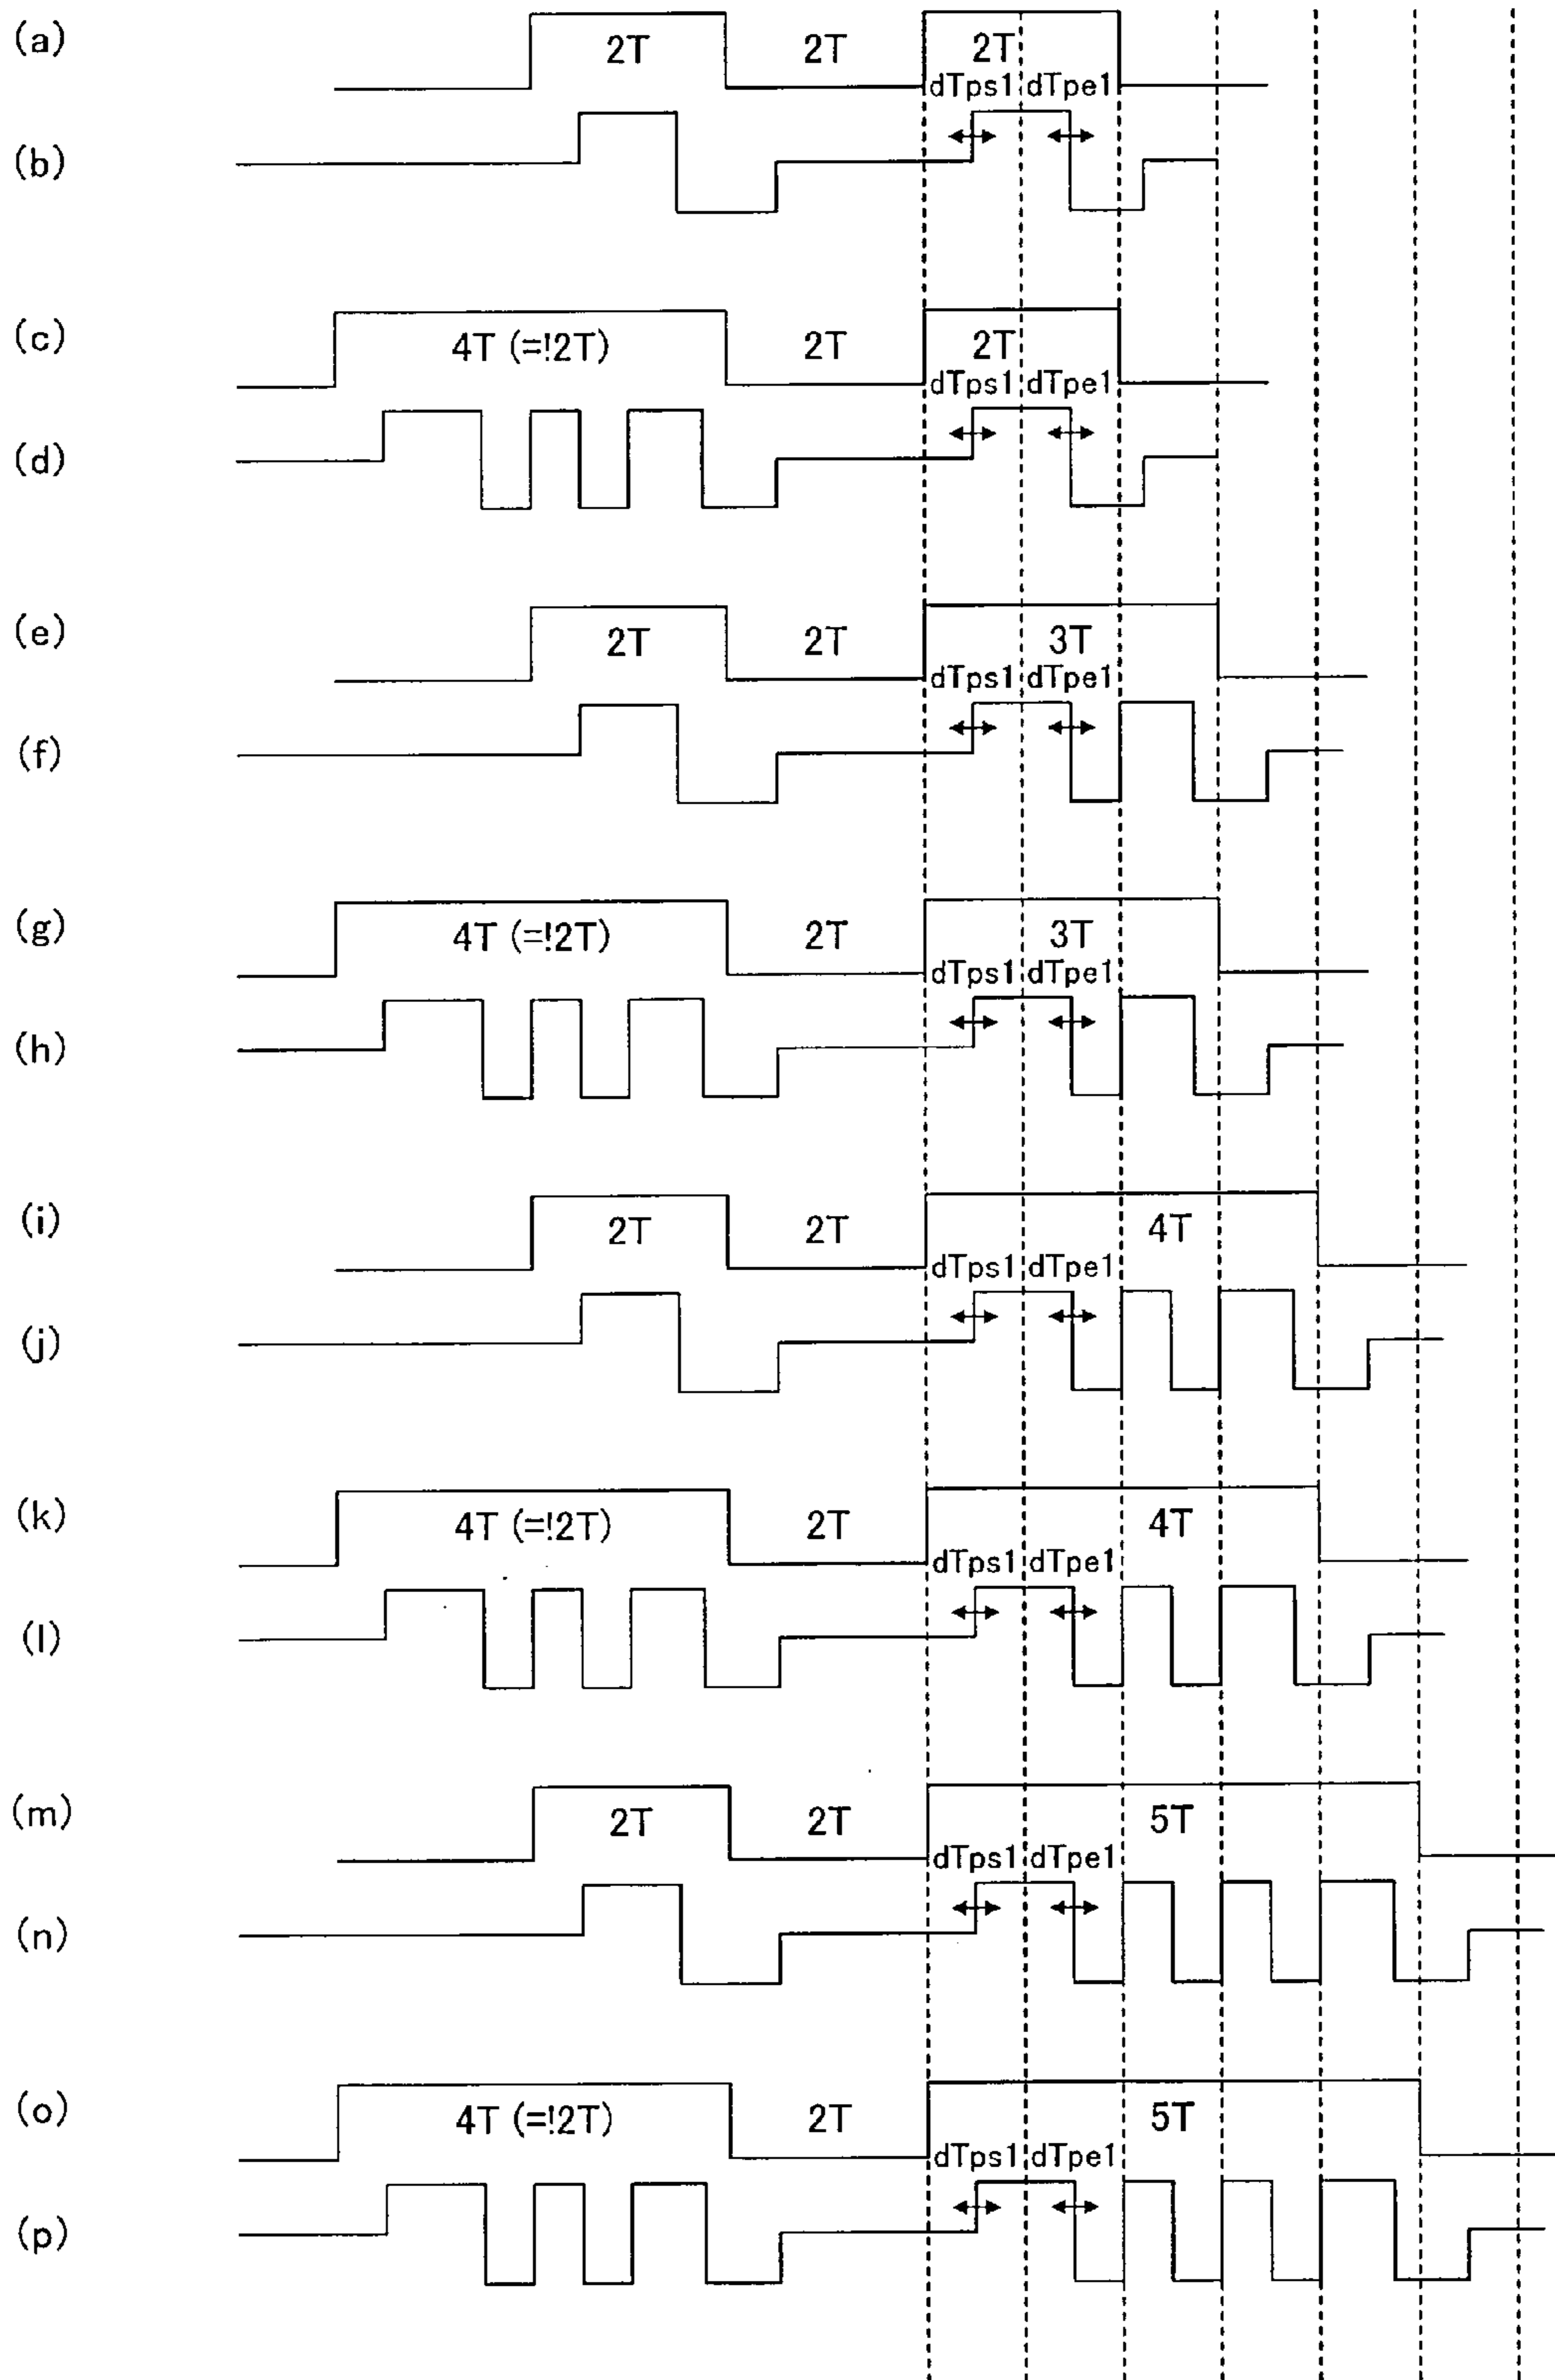 (a) 2T 2T 2T
dTps1 dTpe1
(b)
(c) 4T (=!2T) 2T 2T
dTps1 dTpe1
(d)
(e) 2T 2T 3T
dTps1 dTpe1
(f)
(g) 4T (=!2T) 2T 3T
dTps1 dTpe1
(h)
(i) 2T 2T 4T
dTps1 dTpe1
(j)
(k) 4T (=!2T) 2T 4T
dTps1 dTpe1
(l)
(m) 2T 2T 5T
dTps1 dTpe1
(n)
(o) 4T (=!2T) 2T 5T
dTps1 dTpe1
(p)